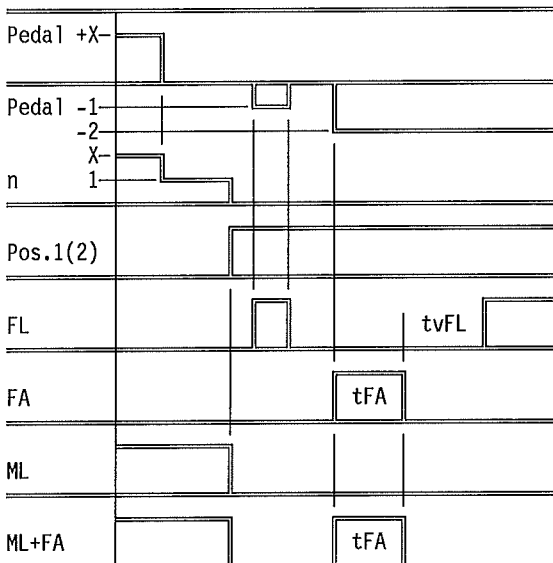 Pedal +X
Pedal -1
-2
X
n
1
Pos.1(2)
FL
tvFL
FA
tFA
ML
ML+FA
tFA